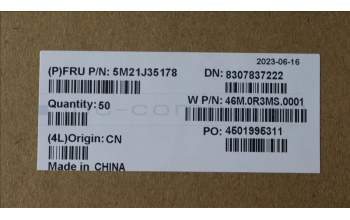 2023-06-16
(P)FRU P/N: 5M21J35178
DN: 8307837222
Quantity: 50
W P/N: 46M.0R3MS.0001
PO: 4501995311
(4L)Origin: CN
Made in CHINA